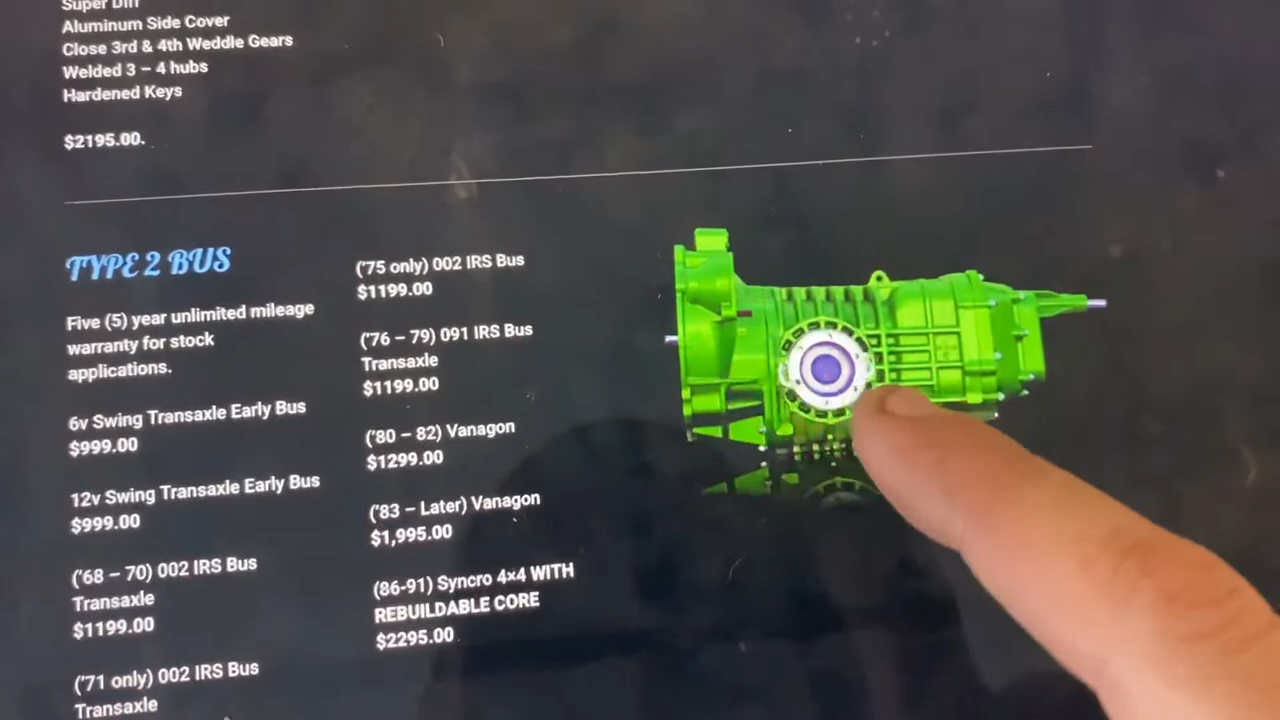 Super Diff
Aluminum Side Cover
Close 3rd & 4th Weddle Gears
Welded 3 – 4 hubs
Hardened Keys
$2195.00.
TYPE 2 BUS
Five (5) year unlimited mileage
warranty for stock
applications.
6v Swing Transaxle Early Bus
$999.00
12v Swing Transaxle Early Bus
$999.00
('68 – 70) 002 IRS Bus
Transaxle
$1199.00
('71 only) 002 IRS Bus
Transaxle
('75 only) 002 IRS Bus
$1199.00
('76 – 79) 091 IRS Bus
Transaxle
$1199.00
('80 – 82) Vanagon
$1299.00
('83 – Later) Vanagon
$1,995.00
(86-91) Syncro 4×4 WITH
REBUILDABLE CORE
$2295.00